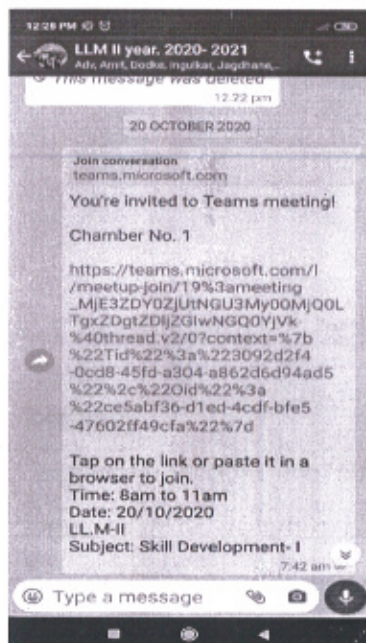 12:28 PM
LLM II year. 2020- 2021
Adv, Amit, Dodke, Ingulkar, Jagdhane,...
This message was deleted
12:22 pm
20 OCTOBER 2020
Join conversation
teams.microsoft.com
You're invited to Teams meeting!
Chamber No. 1
https://teams.microsoft.com/l
/meetup-join/19%3ameeting
_MjE3ZDY0ZjUtNGU3My00MjQ0L
TgxZDgtZDljZGIwNGQ0YjVk
%40thread.v2/0?context=%7b
%22Tid%22%3a%223092d2f4
-0cd8-45fd-a304-a862d6d94ad5
%22%2c%22Oid%22%3a
%22ce5abf36-d1ed-4cdf-bfe5
-47602ff49cfa%22%7d
Tap on the link or paste it in a
browser to join.
Time: 8am to 11am
Date: 20/10/2020
LL.M-II
Subject: Skill Development- I
7:42 am
Type a message